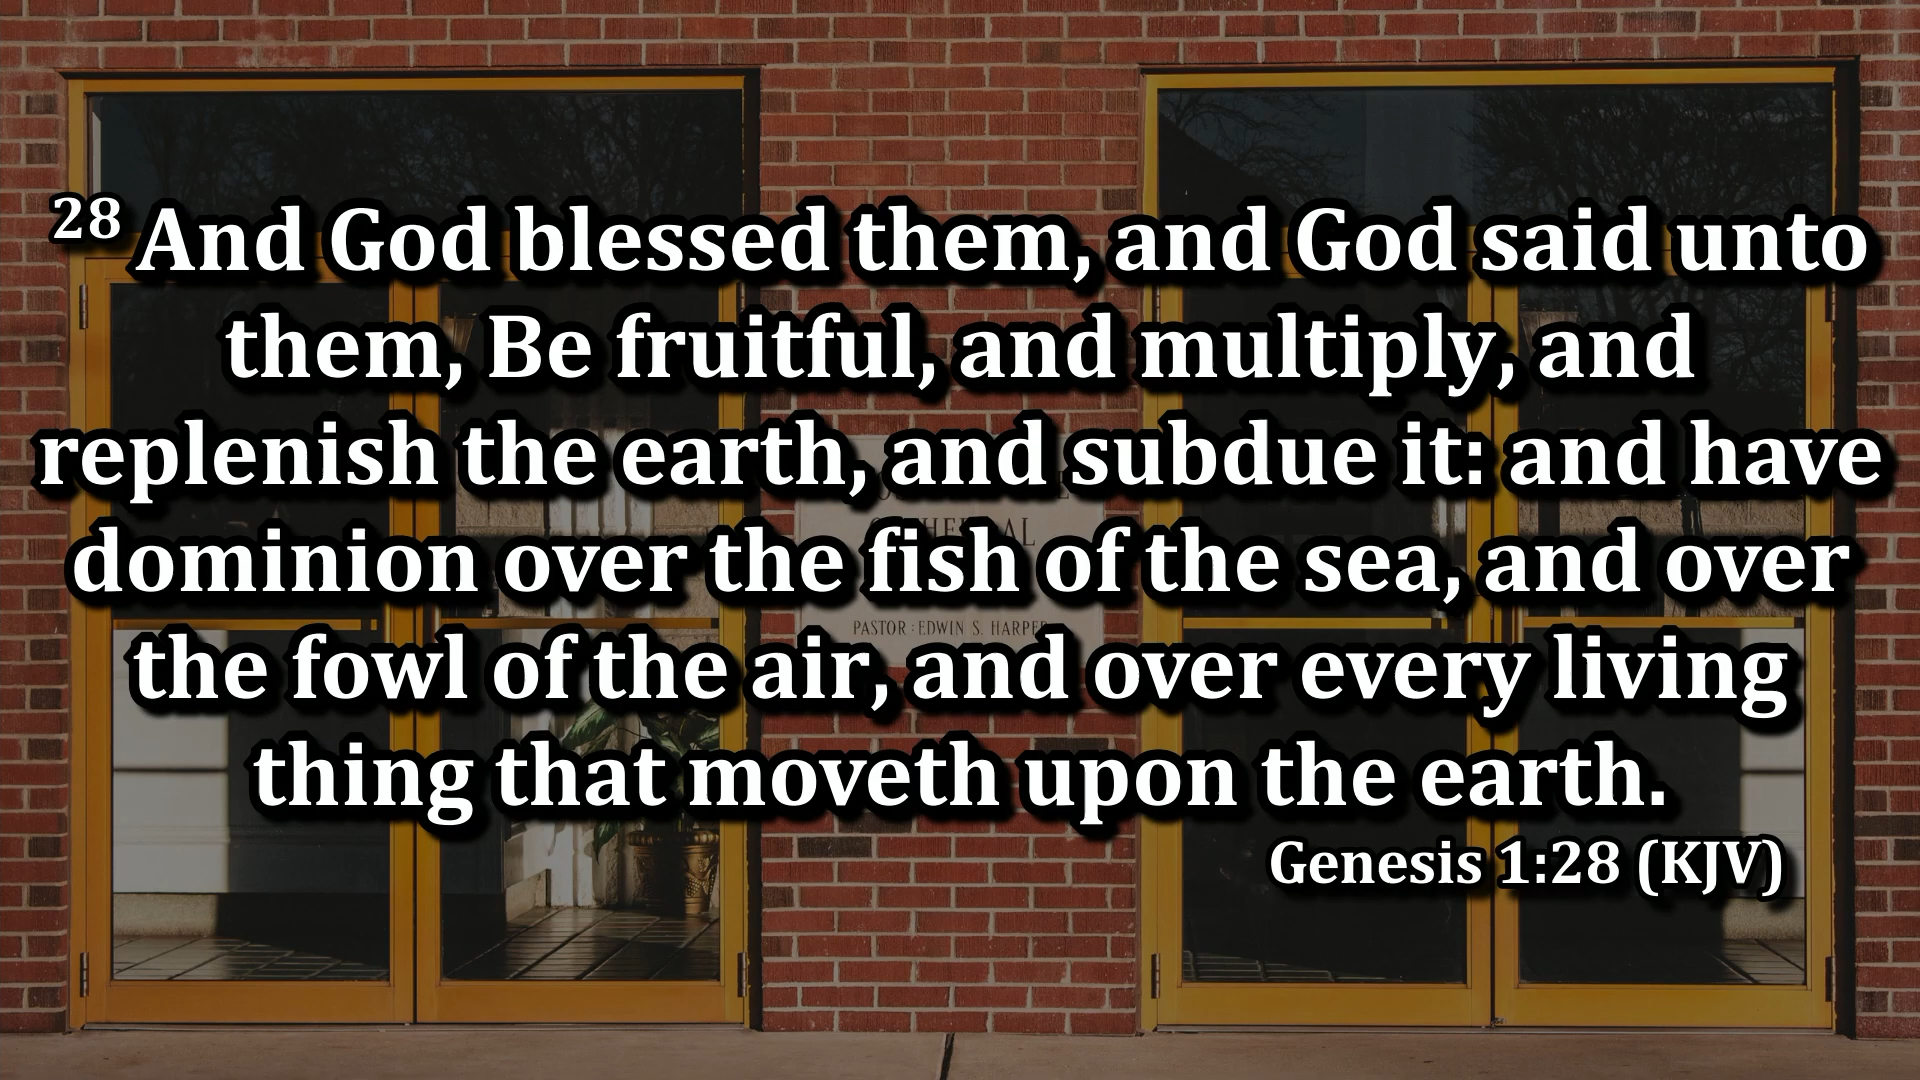 28 And God blessed them, and God said unto
them, Be fruitful, and multiply, and
replenish the earth, and subdue it: and have
dominion over the fish of the sea, and over
the fowl of the air, and over every living
thing that moveth upon the earth.
Genesis 1:28 (KJV)
PASTOR : EDWIN S. HARPER